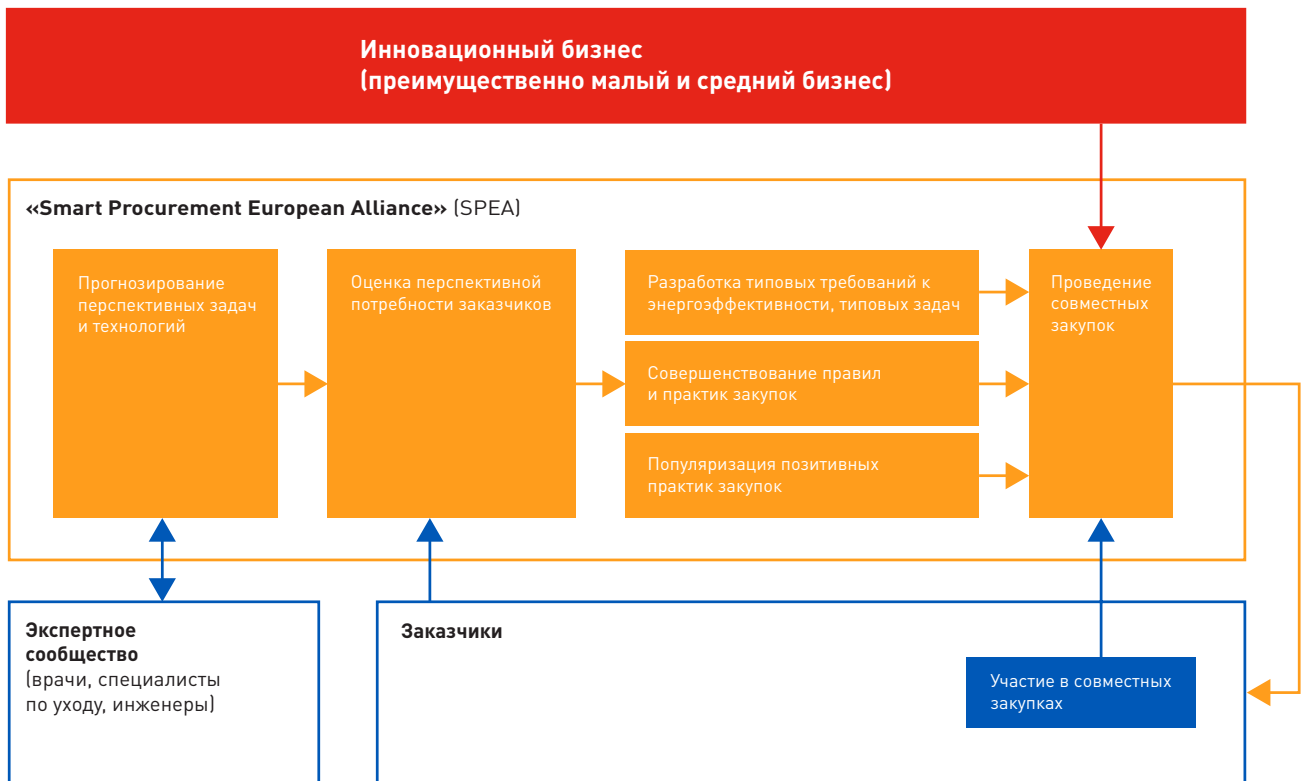 Инновационный бизнес
(преимущественно малый и средний бизнес)
«Smart Procurement European Alliance» (SPEA)
Прогнозирование
перспективных задач
и технологий
Оценка перспективной
потребности заказчиков
Разработка типовых требований к
энергоэффективности, типовых задач
Совершенствование правил
и практик закупок
Популяризация позитивных
практик закупок
Проведение
совместных
закупок
Экспертное
сообщество
(врачи, специалисты
по уходу, инженеры)
Заказчики
Участие в совместных
закупках